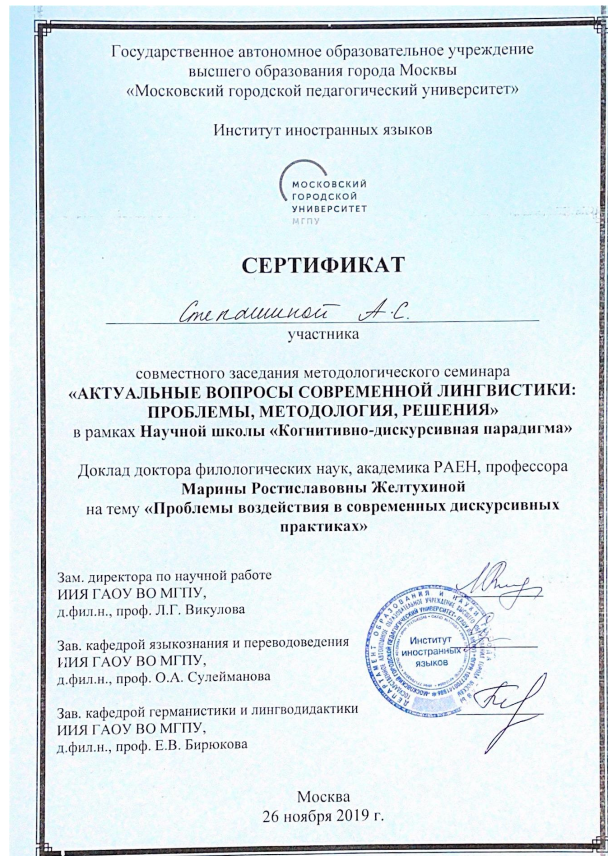 Государственное автономное образовательное учреждение
высшего образования города Москвы
«Московский городской педагогический университет»
Институт иностранных языков
МОСКОВСКИЙ
ГОРОДСКОЙ
УНИВЕРСИТЕТ
МГПУ
СЕРТИФИКАТ
Степашиной А.С.
участника
совместного заседания методологического семинара
«АКТУАЛЬНЫЕ ВОПРОСЫ СОВРЕМЕННОЙ ЛИНГВИСТИКИ:
ПРОБЛЕМЫ, МЕТОДОЛОГИЯ, РЕШЕНИЯ»
в рамках Научной школы «Когнитивно-дискурсивная парадигма»
Доклад доктора филологических наук, академика РАЕН, профессора
Марины Ростиславовны Желтухиной
на тему «Проблемы воздействия в современных дискурсивных
практиках»
Зам. директора по научной работе
ИИЯ ГАОУ ВО МГПУ,
д.фил.н., проф. Л.Г. Викулова
Зав. кафедрой языкознания и переводоведения
ИИЯ ГАОУ ВО МГПУ,
д.фил.н., проф. О.А. Сулейманова
Зав. кафедрой германистики и лингводидактики
ИИЯ ГАОУ ВО МГПУ,
д.фил.н., проф. Е.В. Бирюкова
ДЕПАРТАМЕНТ ОБРАЗОВАНИЯ И НАУКИ
Институт
иностранных
языков
Москва
26 ноября 2019 г.